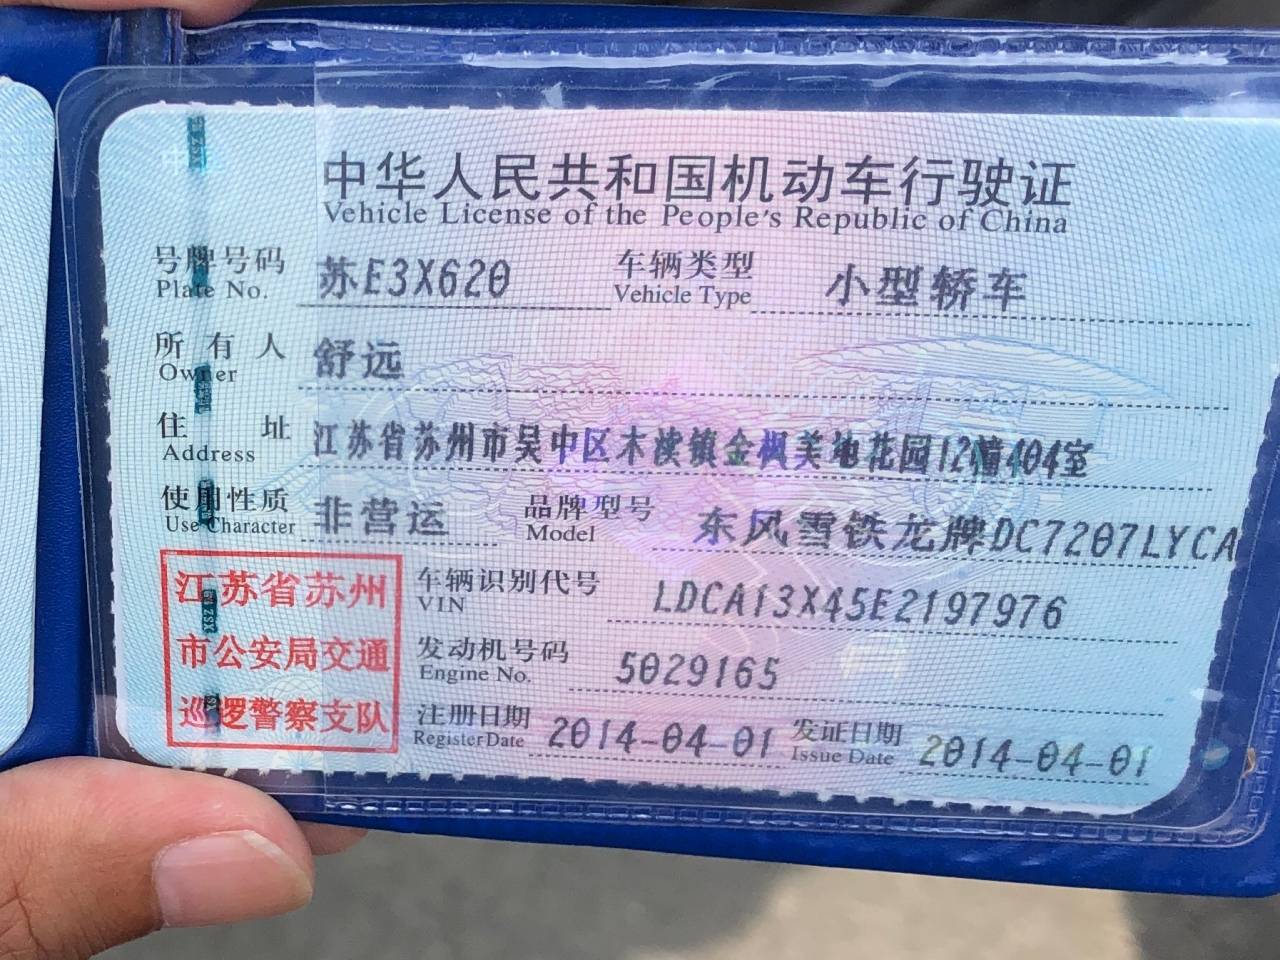 中华人民共和国机动车行驶证
Vehicle License of the People's Republic of China
号牌号码 苏E3X620 车辆类型 小型轿车
Plate No. Vehicle Type
所有人 舒远
Owner
住址 江苏省苏州市吴中区木渎镇金枫美地花园12幢404室
Address
使用性质 非营运 品牌型号 东风雪铁龙牌DC7207LYCA
Use Character Model
江苏省苏州
市公安局交通
巡逻警察支队
车辆识别代号 LDCA13X45E2197976
VIN
发动机号码 5029165
Engine No.
注册日期 2014-04-01 发证日期 2014-04-01
Register Date Issue Date